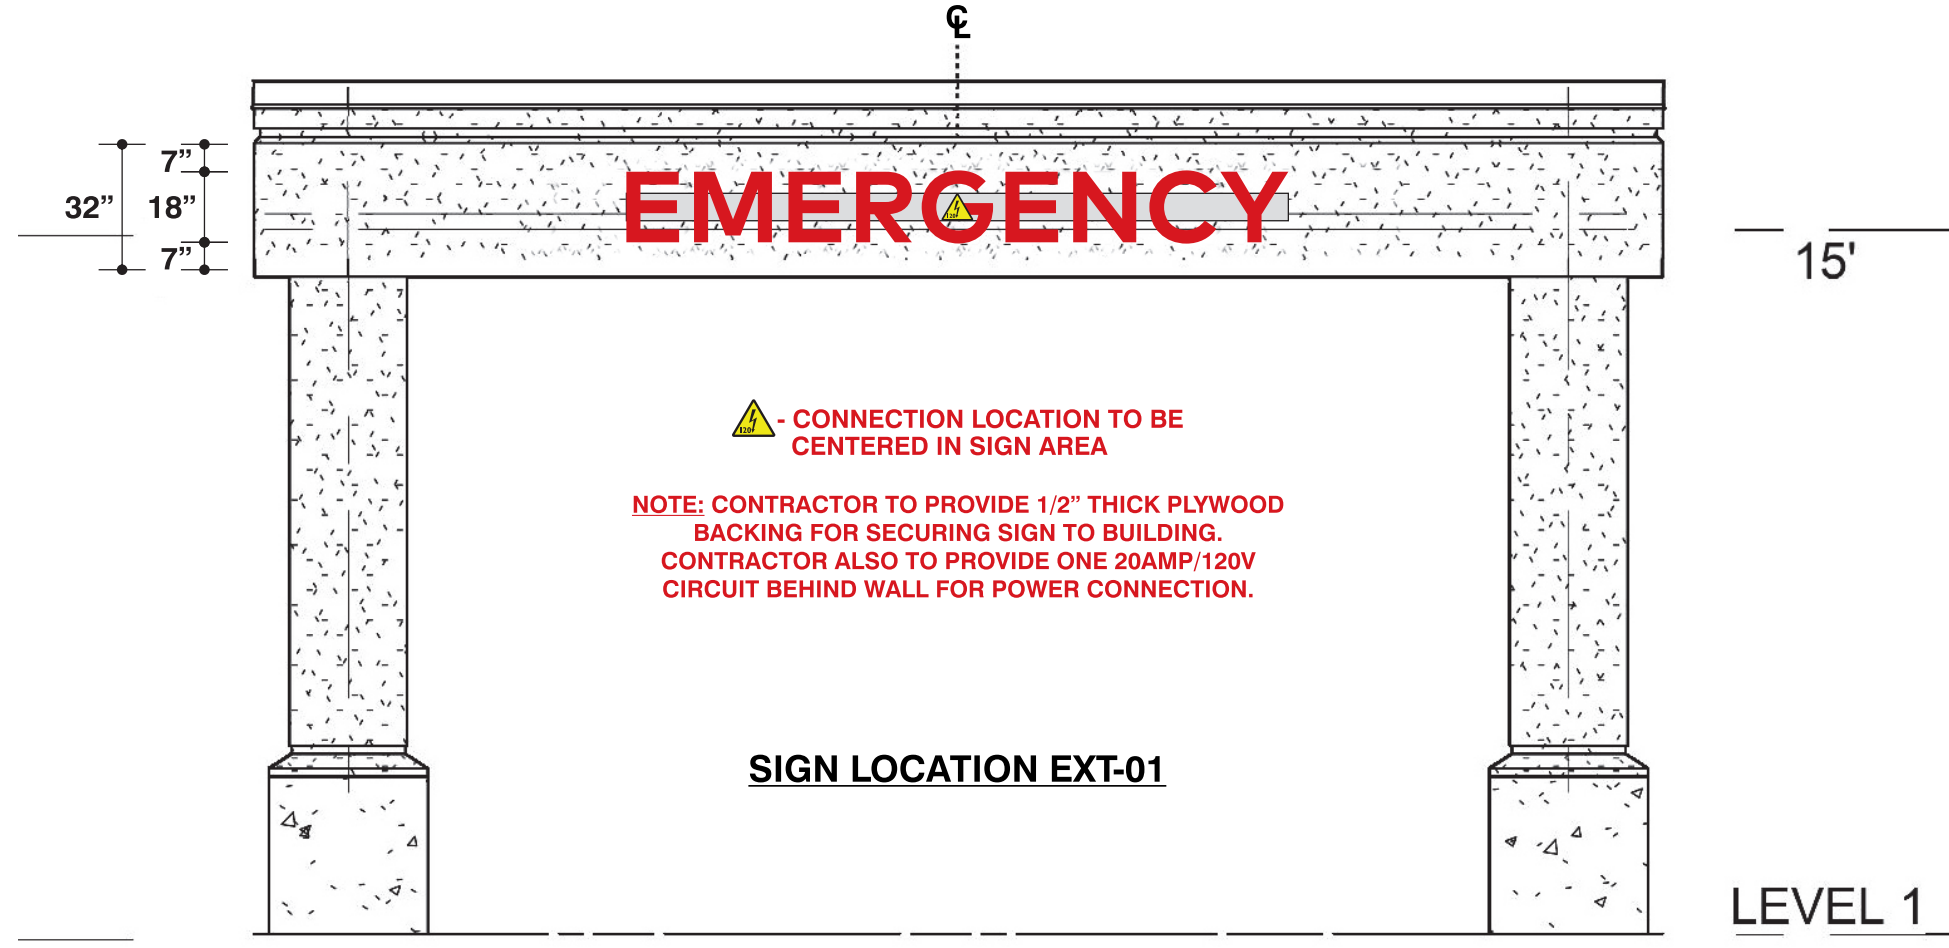 ℄
7”
32”
18”
7”
EMERGENCY
120
15'
120
- CONNECTION LOCATION TO BE
CENTERED IN SIGN AREA
NOTE: CONTRACTOR TO PROVIDE 1/2” THICK PLYWOOD
BACKING FOR SECURING SIGN TO BUILDING.
CONTRACTOR ALSO TO PROVIDE ONE 20AMP/120V
CIRCUIT BEHIND WALL FOR POWER CONNECTION.
SIGN LOCATION EXT-01
LEVEL 1